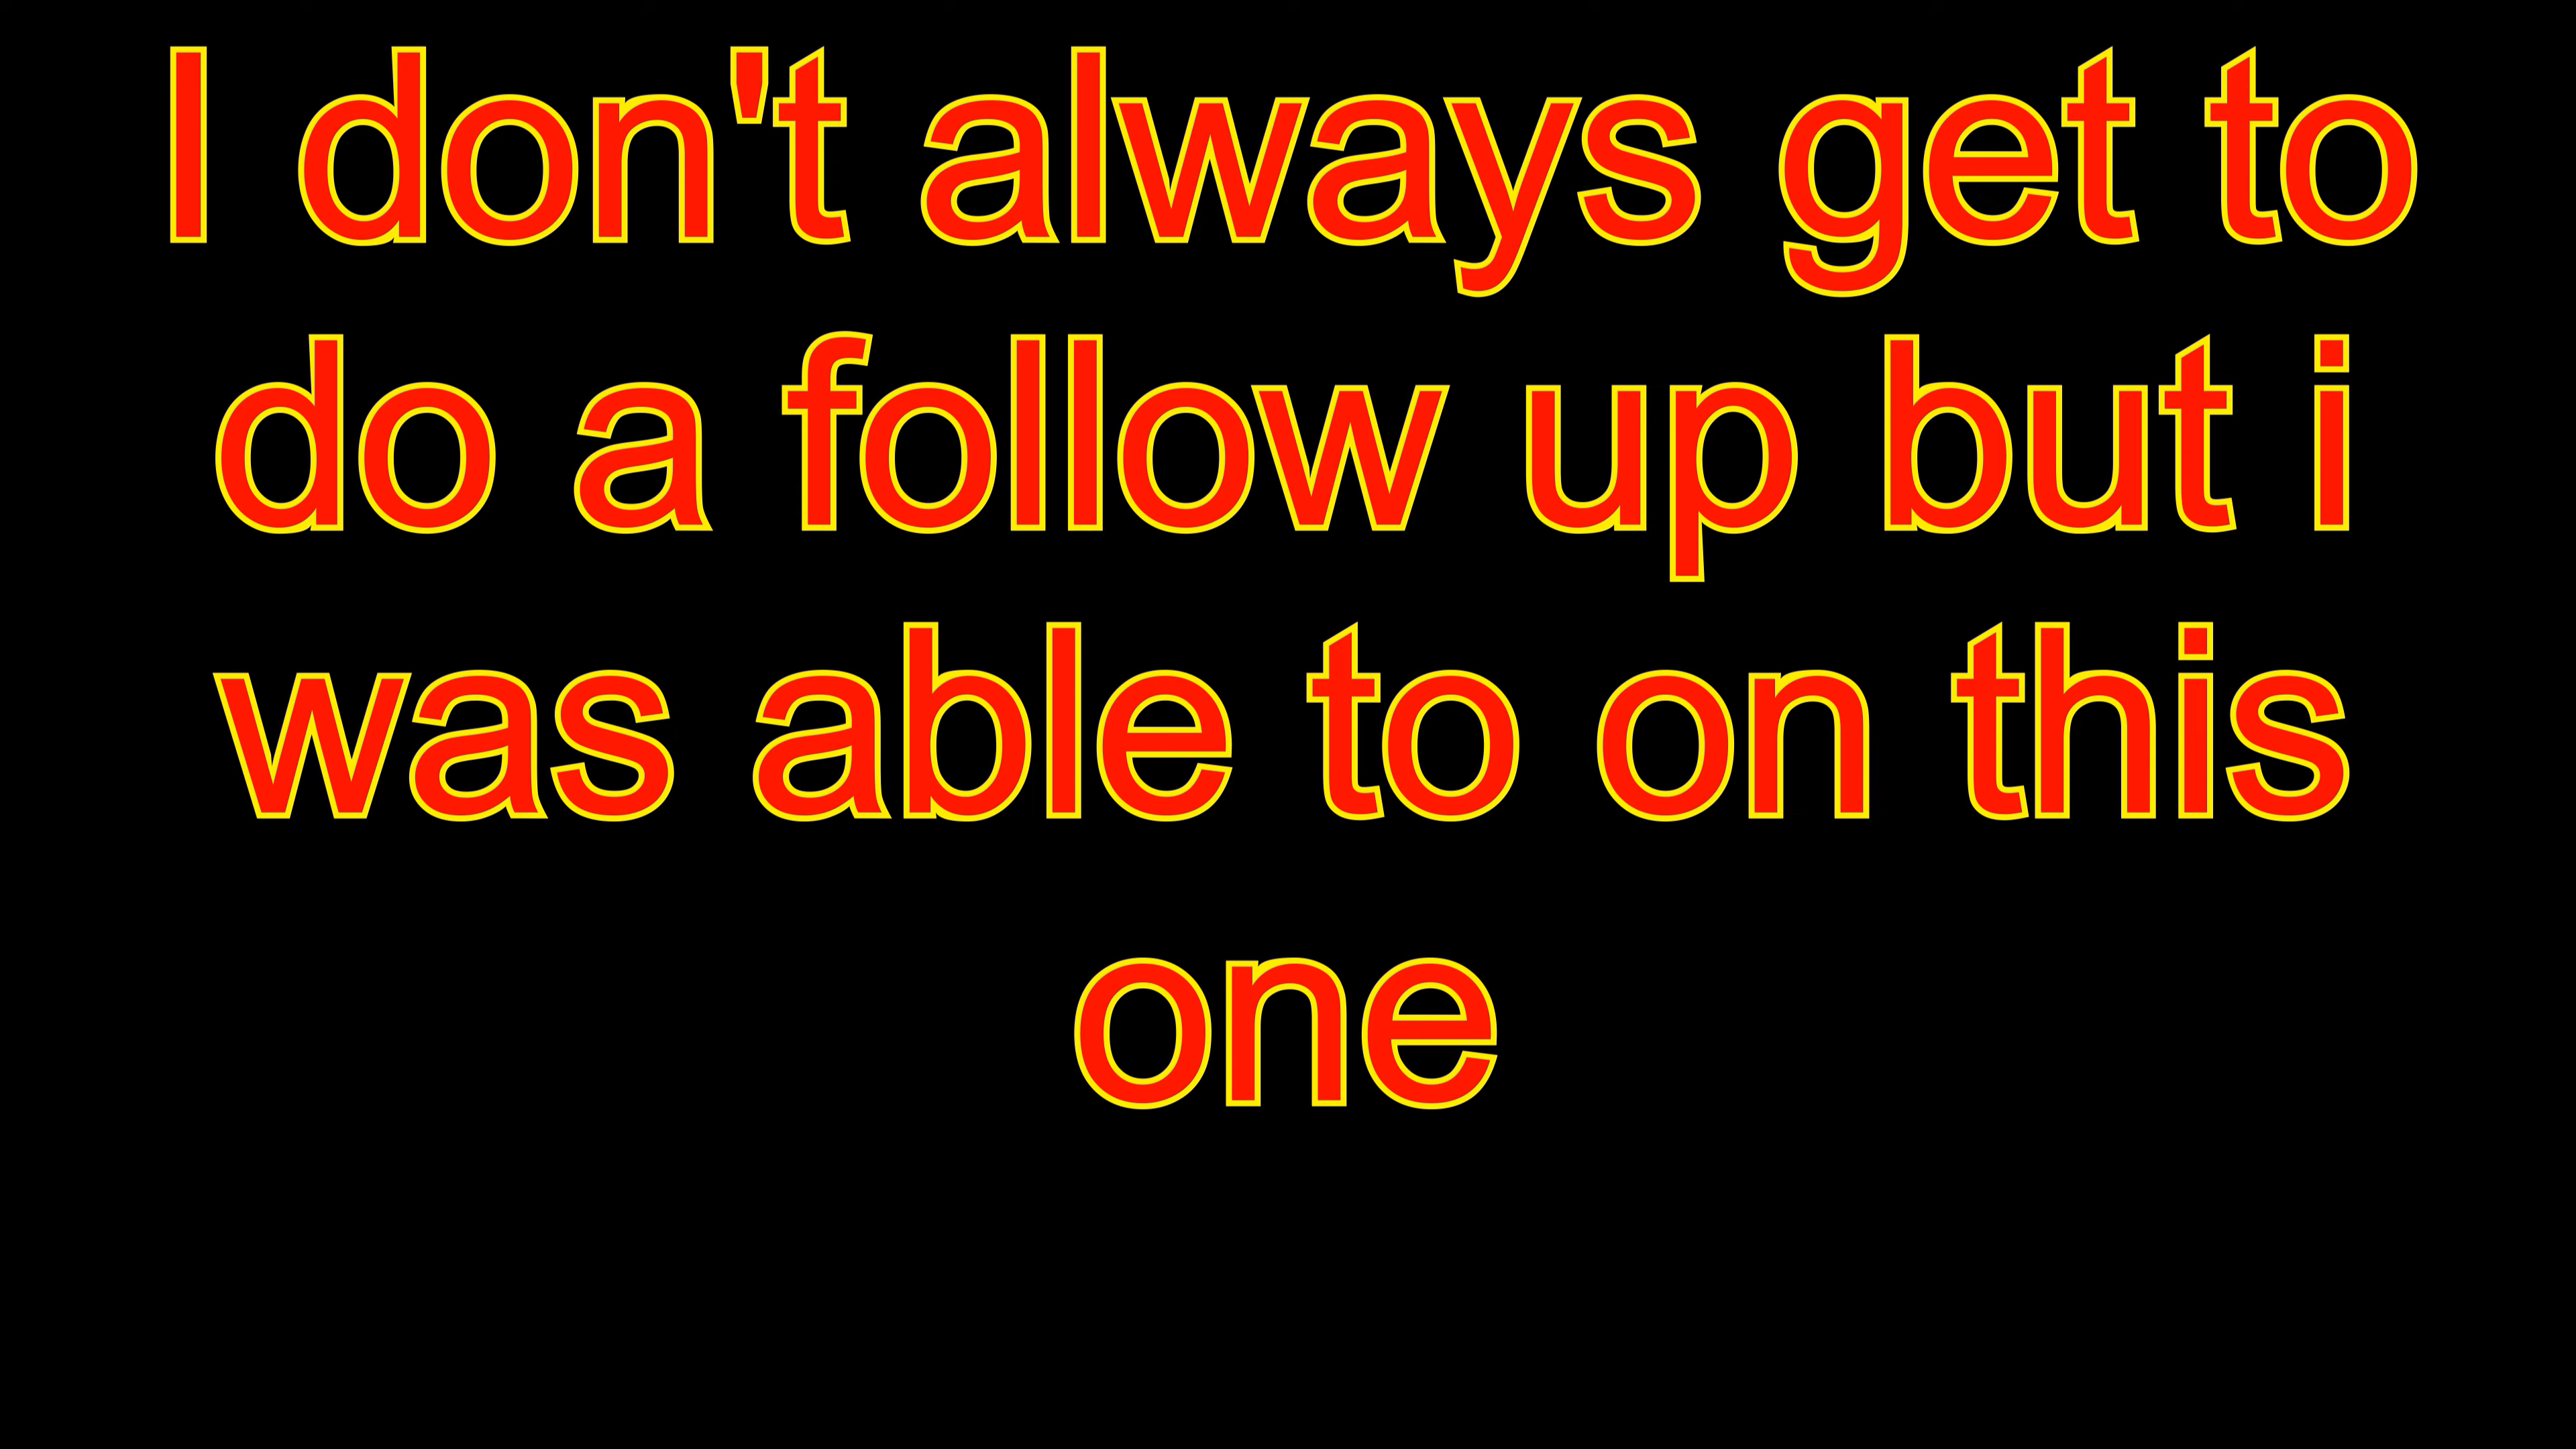 I don't always get to
do a follow up but i
was able to on this
one